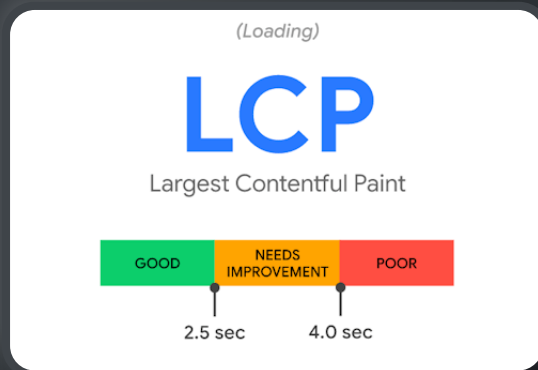 (Loading)
LCP
Largest Contentful Paint
GOOD
NEEDS
IMPROVEMENT
POOR
2.5 sec
4.0 sec